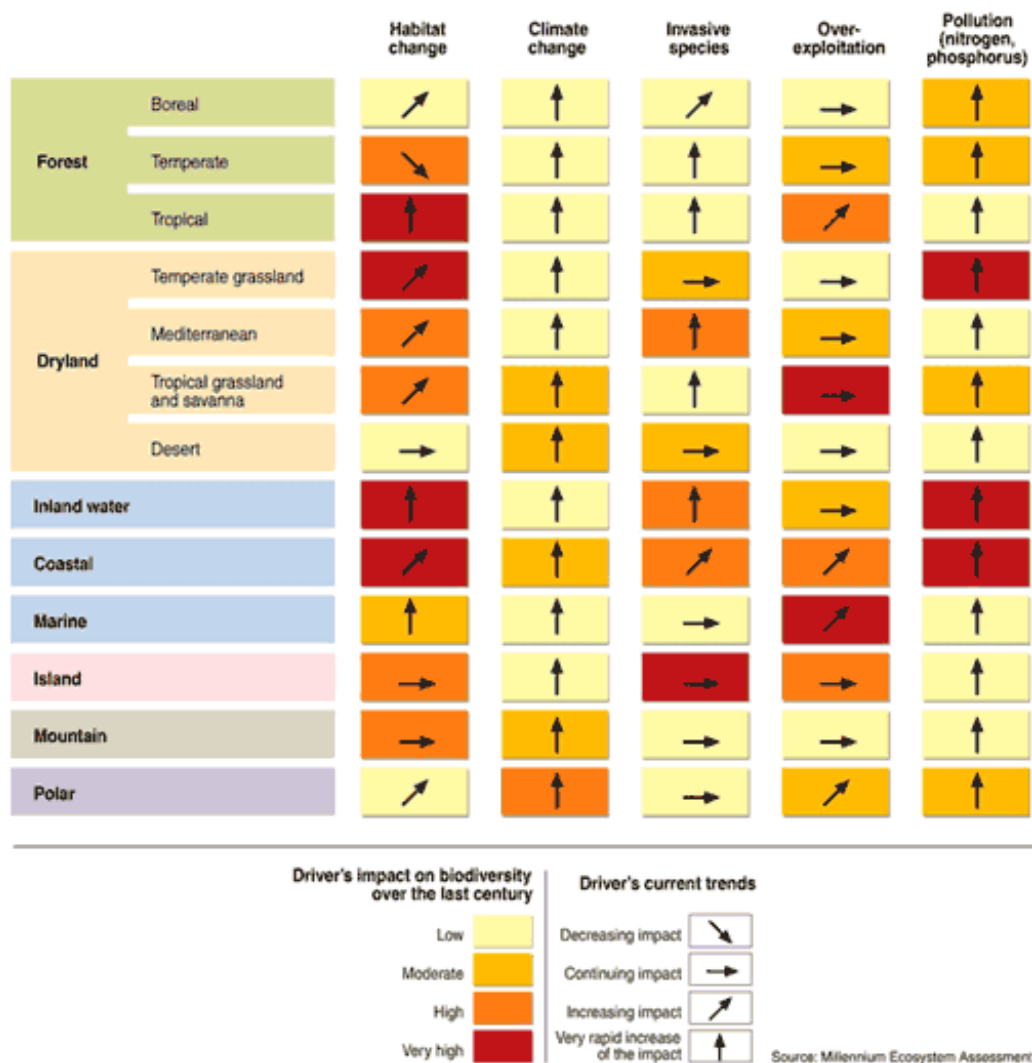 Habitat
change
Climate
change
Invasive
species
Over-
exploitation
Pollution
(nitrogen,
phosphorus)
Forest
Boreal
Temperate
Tropical
Dryland
Temperate grassland
Mediterranean
Tropical grassland
and savanna
Desert
Inland water
Coastal
Marine
Island
Mountain
Polar
Driver's impact on biodiversity
over the last century
Low
Moderate
High
Very high
Driver's current trends
Decreasing impact
Continuing impact
Increasing impact
Very rapid increase
of the impact
Source: Millennium Ecosystem Assessment